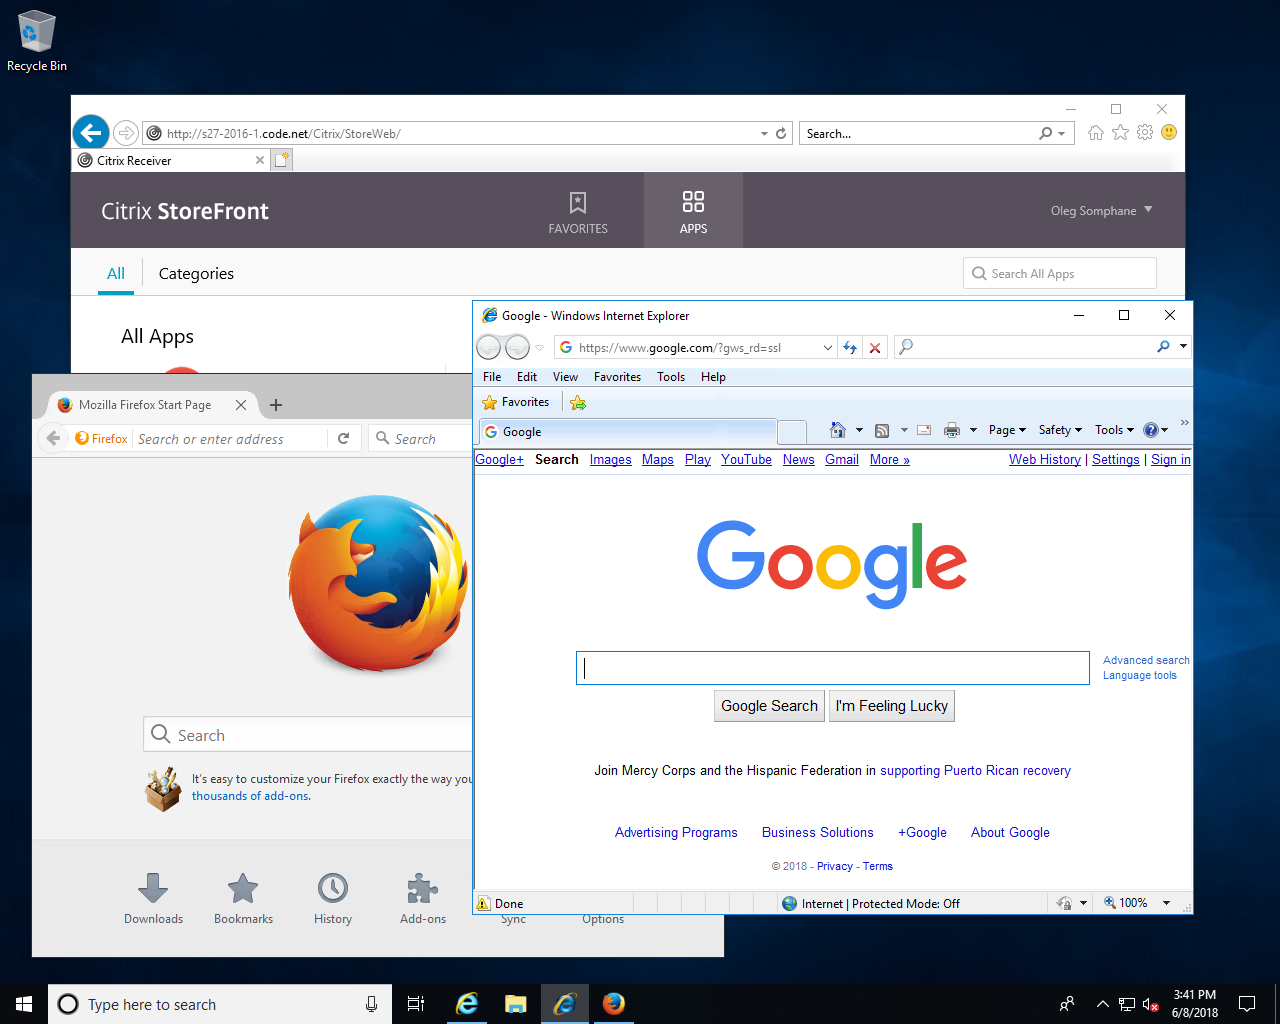 Recycle Bin
http://s27-2016-1.code.net/Citrix/StoreWeb/
Search...
Citrix Receiver
Citrix StoreFront
FAVORITES
APPS
Oleg Somphane
All
Categories
Search All Apps
All Apps
Mozilla Firefox Start Page
Firefox
Search or enter address
Search
Search
It's easy to customize your Firefox exactly the way you
thousands of add-ons.
Downloads
Bookmarks
History
Add-ons
Sync
Options
Google - Windows Internet Explorer
https://www.google.com/?gws_rd=ssl
File Edit View Favorites Tools Help
Favorites
Google
Page Safety Tools »
Google+ Search Images Maps Play YouTube News Gmail More »
Web History | Settings | Sign in
Google
Advanced search
Language tools
Google Search
I'm Feeling Lucky
Join Mercy Corps and the Hispanic Federation in supporting Puerto Rican recovery
Advertising Programs Business Solutions +Google About Google
© 2018 - Privacy - Terms
Done
Internet | Protected Mode: Off
100%
Type here to search
3:41 PM
6/8/2018